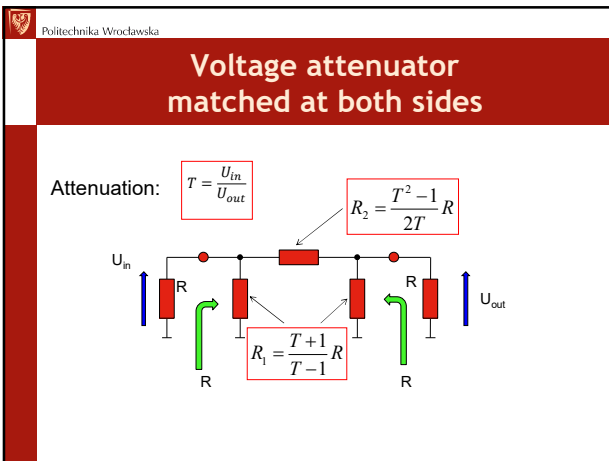 Politechnika Wrocławska
Voltage attenuator
matched at both sides
Attenuation:
T = U_in / U_out
R_2 = (T^2 − 1) / (2T) R
U_in
R
R
U_out
R_1 = (T + 1) / (T − 1) R
R
R